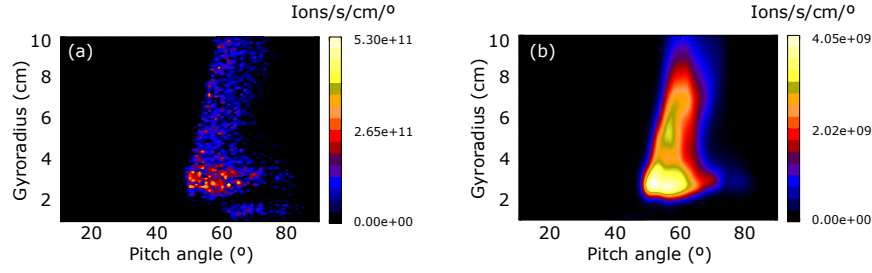 Ions/s/cm/º
Ions/s/cm/º
(a)
10
8
6
4
2
Gyroradius (cm)
20
40
60
80
Pitch angle (º)
5.30e+11
2.65e+11
0.00e+00
(b)
10
8
6
4
2
Gyroradius (cm)
20
40
60
80
Pitch angle (º)
4.05e+09
2.02e+09
0.00e+00